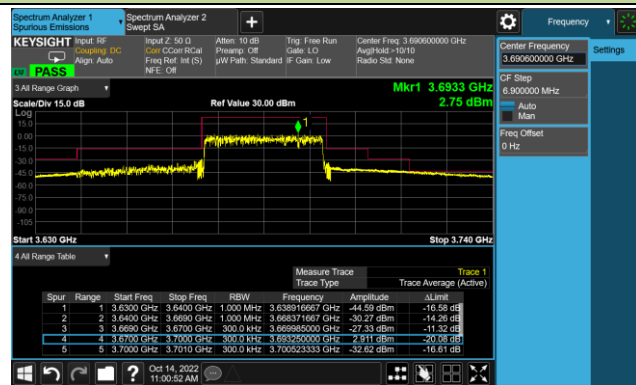 Spectrum Analyzer 1
Spurious Emissions
Spectrum Analyzer 2
Swept SA
Frequency
KEYSIGHT
Input: RF
Coupling: DC
Align: Auto
Input Z: 50 Ω
Corr CCorr RCal
Freq Ref: Int (S)
NFE: Off
Atten: 10 dB
Preamp: Off
µW Path: Standard
Trig: Free Run
Gate: LO
IF Gain: Low
Center Freq: 3.690600000 GHz
Avg|Hold:>10/10
Radio Std: None
PASS
Center Frequency
3.690600000 GHz
Settings
CF Step
6.900000 MHz
Auto
Man
Freq Offset
0 Hz
3 All Range Graph
Mkr1 3.6933 GHz
2.75 dBm
Scale/Div 15.0 dB
Ref Value 30.00 dBm
Log
15.0
0.00
-15.0
-30.0
-45.0
-60.0
-75.0
-90.0
-105
1
Start 3.630 GHz
Stop 3.740 GHz
4 All Range Table
Measure Trace Trace 1
Trace Type Trace Average (Active)
Spur Range Start Freq Stop Freq RBW Frequency Amplitude ΔLimit
1 1 3.6300 GHz 3.6400 GHz 1.000 MHz 3.638916667 GHz -44.59 dBm -16.58 dB
2 2 3.6400 GHz 3.6690 GHz 1.000 MHz 3.668371667 GHz -30.27 dBm -14.26 dB
3 3 3.6690 GHz 3.6700 GHz 300.0 kHz 3.669985000 GHz -27.33 dBm -11.32 dB
4 4 3.6700 GHz 3.7000 GHz 300.0 kHz 3.693250000 GHz 2.911 dBm -20.08 dB
5 5 3.7000 GHz 3.7010 GHz 300.0 kHz 3.700523333 GHz -32.62 dBm -16.61 dB
Oct 14, 2022
11:00:52 AM